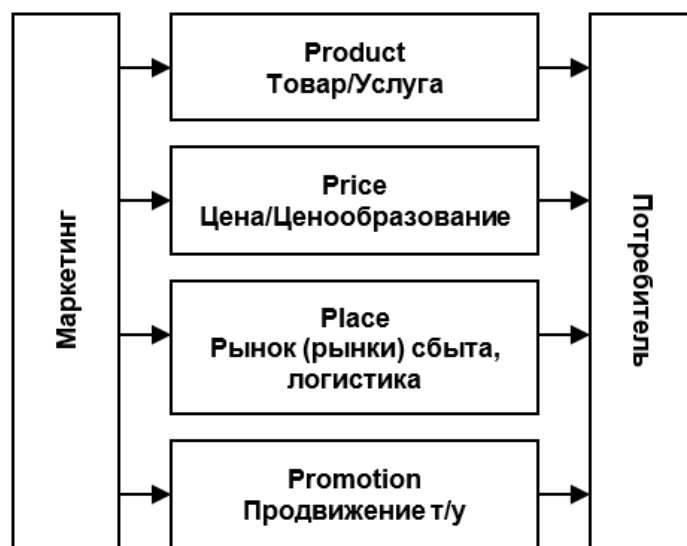 Маркетинг
Product
Товар/Услуга
Price
Цена/Ценообразование
Place
Рынок (рынки) сбыта,
логистика
Promotion
Продвижение т/у
Потребитель